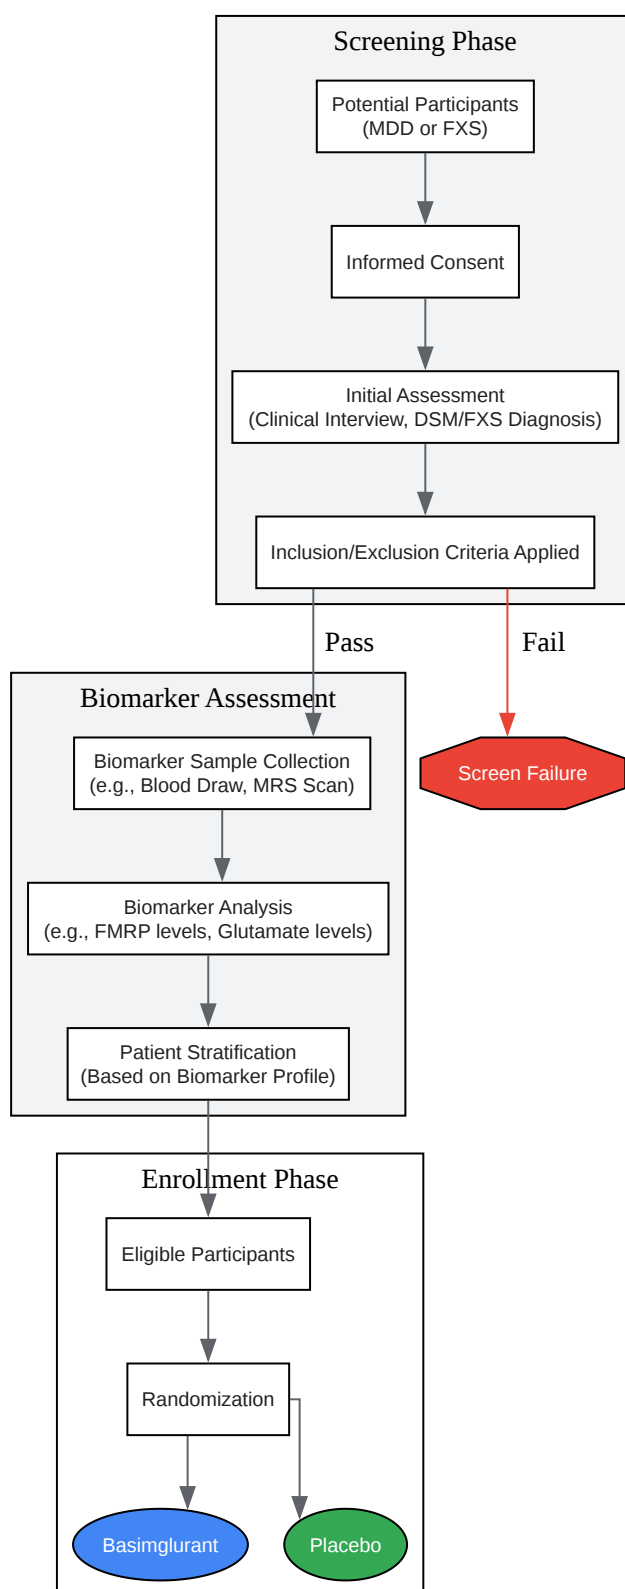 Screening Phase
Potential Participants
(MDD or FXS)
Informed Consent
Initial Assessment
(Clinical Interview, DSM/FXS Diagnosis)
Inclusion/Exclusion Criteria Applied
Pass
Fail
Biomarker Assessment
Biomarker Sample Collection
(e.g., Blood Draw, MRS Scan)
Screen Failure
Biomarker Analysis
(e.g., FMRP levels, Glutamate levels)
Patient Stratification
(Based on Biomarker Profile)
Enrollment Phase
Eligible Participants
Randomization
Basimglurant
Placebo